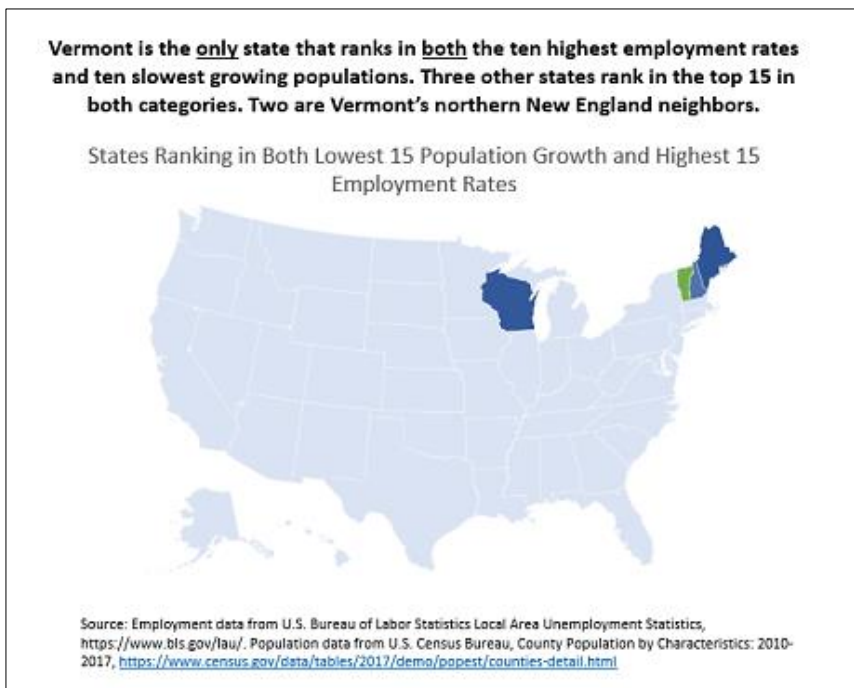 Vermont is the only state that ranks in both the ten highest employment rates
and ten slowest growing populations. Three other states rank in the top 15 in
both categories. Two are Vermont's northern New England neighbors.
States Ranking in Both Lowest 15 Population Growth and Highest 15
Employment Rates
Source: Employment data from U.S. Bureau of Labor Statistics Local Area Unemployment Statistics,
https://www.bls.gov/lau/. Population data from U.S. Census Bureau, County Population by Characteristics: 2010-
2017, https://www.census.gov/data/tables/2017/demo/popest/counties-detail.html